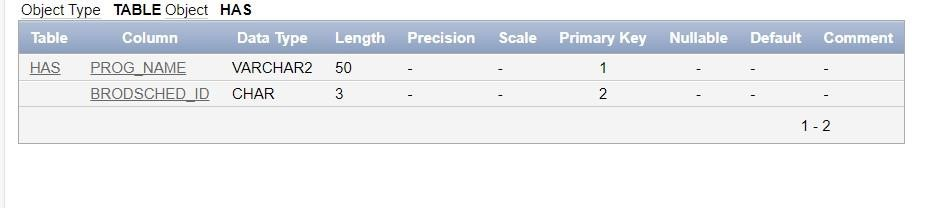 Object Type TABLE Object HAS
Table Column Data Type Length Precision Scale Primary Key Nullable Default Comment
HAS PROG_NAME VARCHAR2 50 - - 1 - - -
BRODSCHED_ID CHAR 3 - - 2 - - -
1 - 2